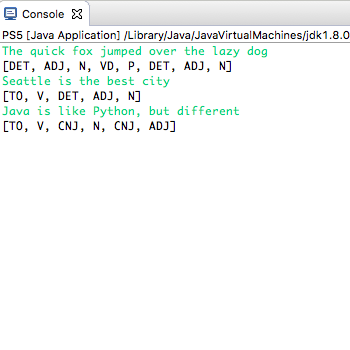 Console
PS5 [Java Application] /Library/Java/JavaVirtualMachines/jdk1.8.0
The quick fox jumped over the lazy dog
[DET, ADJ, N, VD, P, DET, ADJ, N]
Seattle is the best city
[TO, V, DET, ADJ, N]
Java is like Python, but different
[TO, V, CNJ, N, CNJ, ADJ]